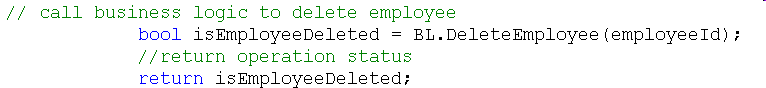 // call business logic to delete employee
bool isEmployeeDeleted = BL.DeleteEmployee(employeeId);
//return operation status
return isEmployeeDeleted;